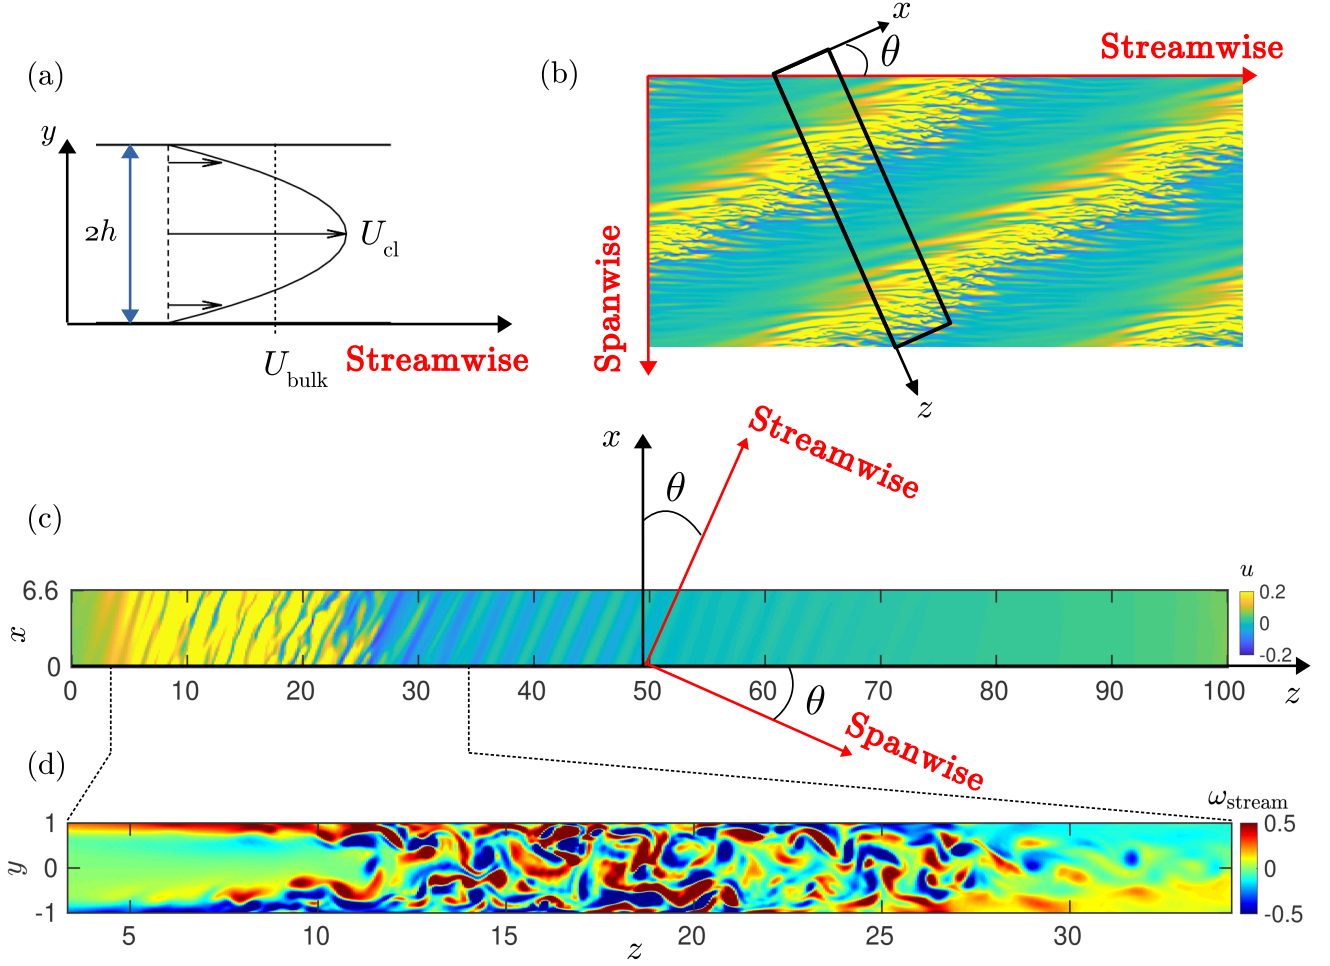 (a)
y
2h
U_cl
U_bulk
Streamwise
(b)
x
θ
Streamwise
Spanwise
z
(c)
x
θ
Streamwise
6.6
x
0
0 10 20 30 40 50 60 70 80 90 100
z
u
0.2
0
-0.2
θ
Spanwise
(d)
ω_stream
1
y
0
-1
5 10 15 20 25 30
z
0.5
0
-0.5